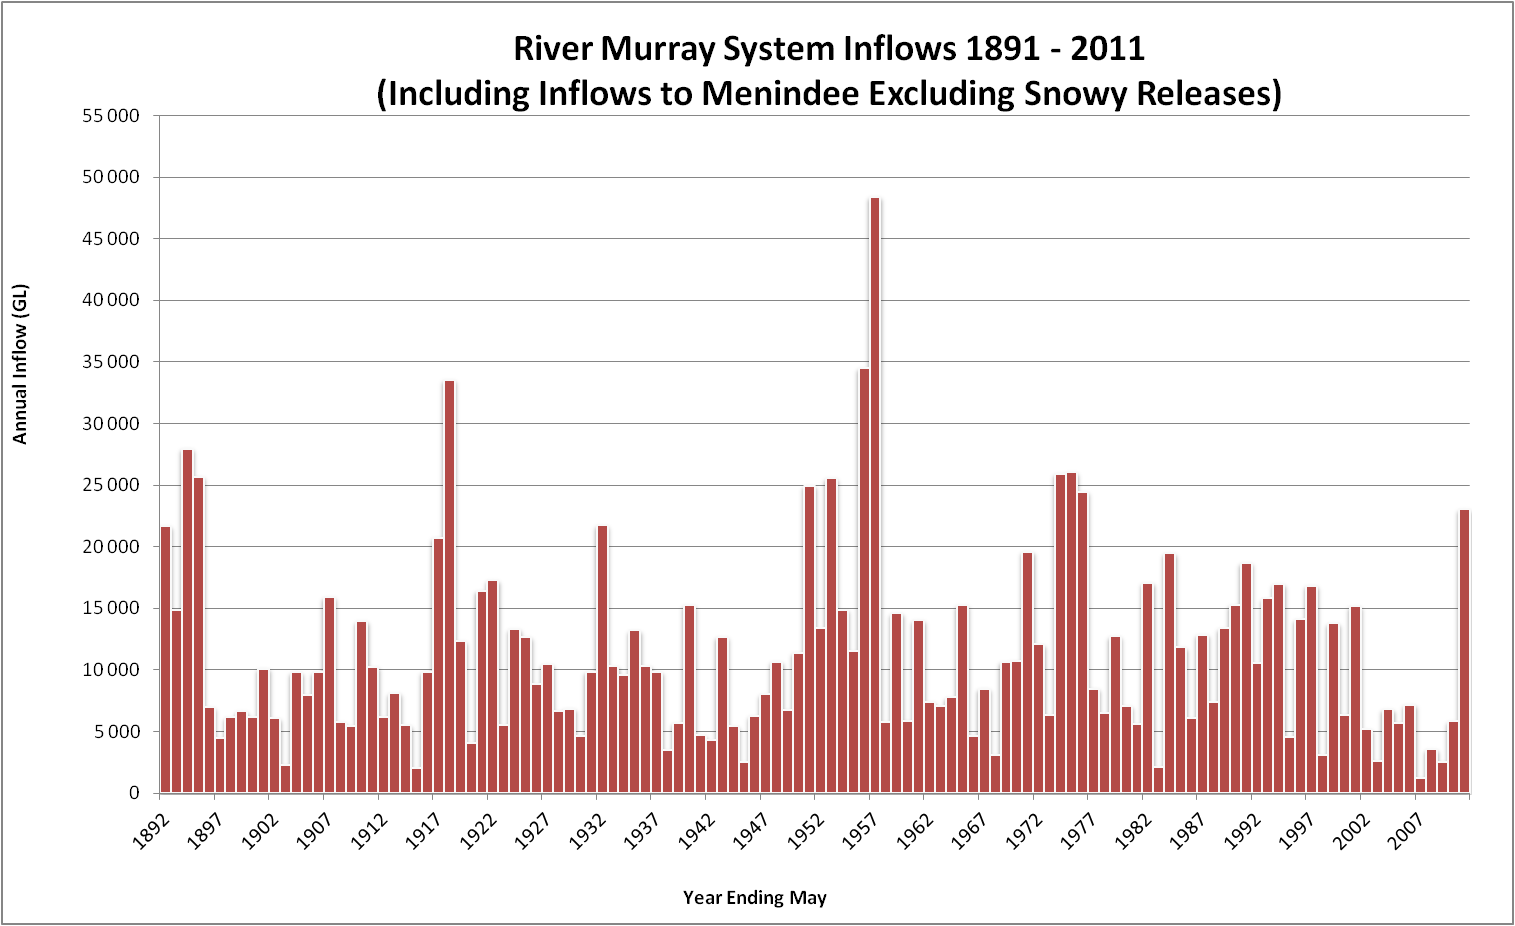 River Murray System Inflows 1891 - 2011
(Including Inflows to Menindee Excluding Snowy Releases)
55 000
50 000
45 000
40 000
35 000
30 000
25 000
20 000
15 000
10 000
5 000
0
Annual Inflow (GL)
1892 1897 1902 1907 1912 1917 1922 1927 1932 1937 1942 1947 1952 1957 1962 1967 1972 1977 1982 1987 1992 1997 2002 2007
Year Ending May